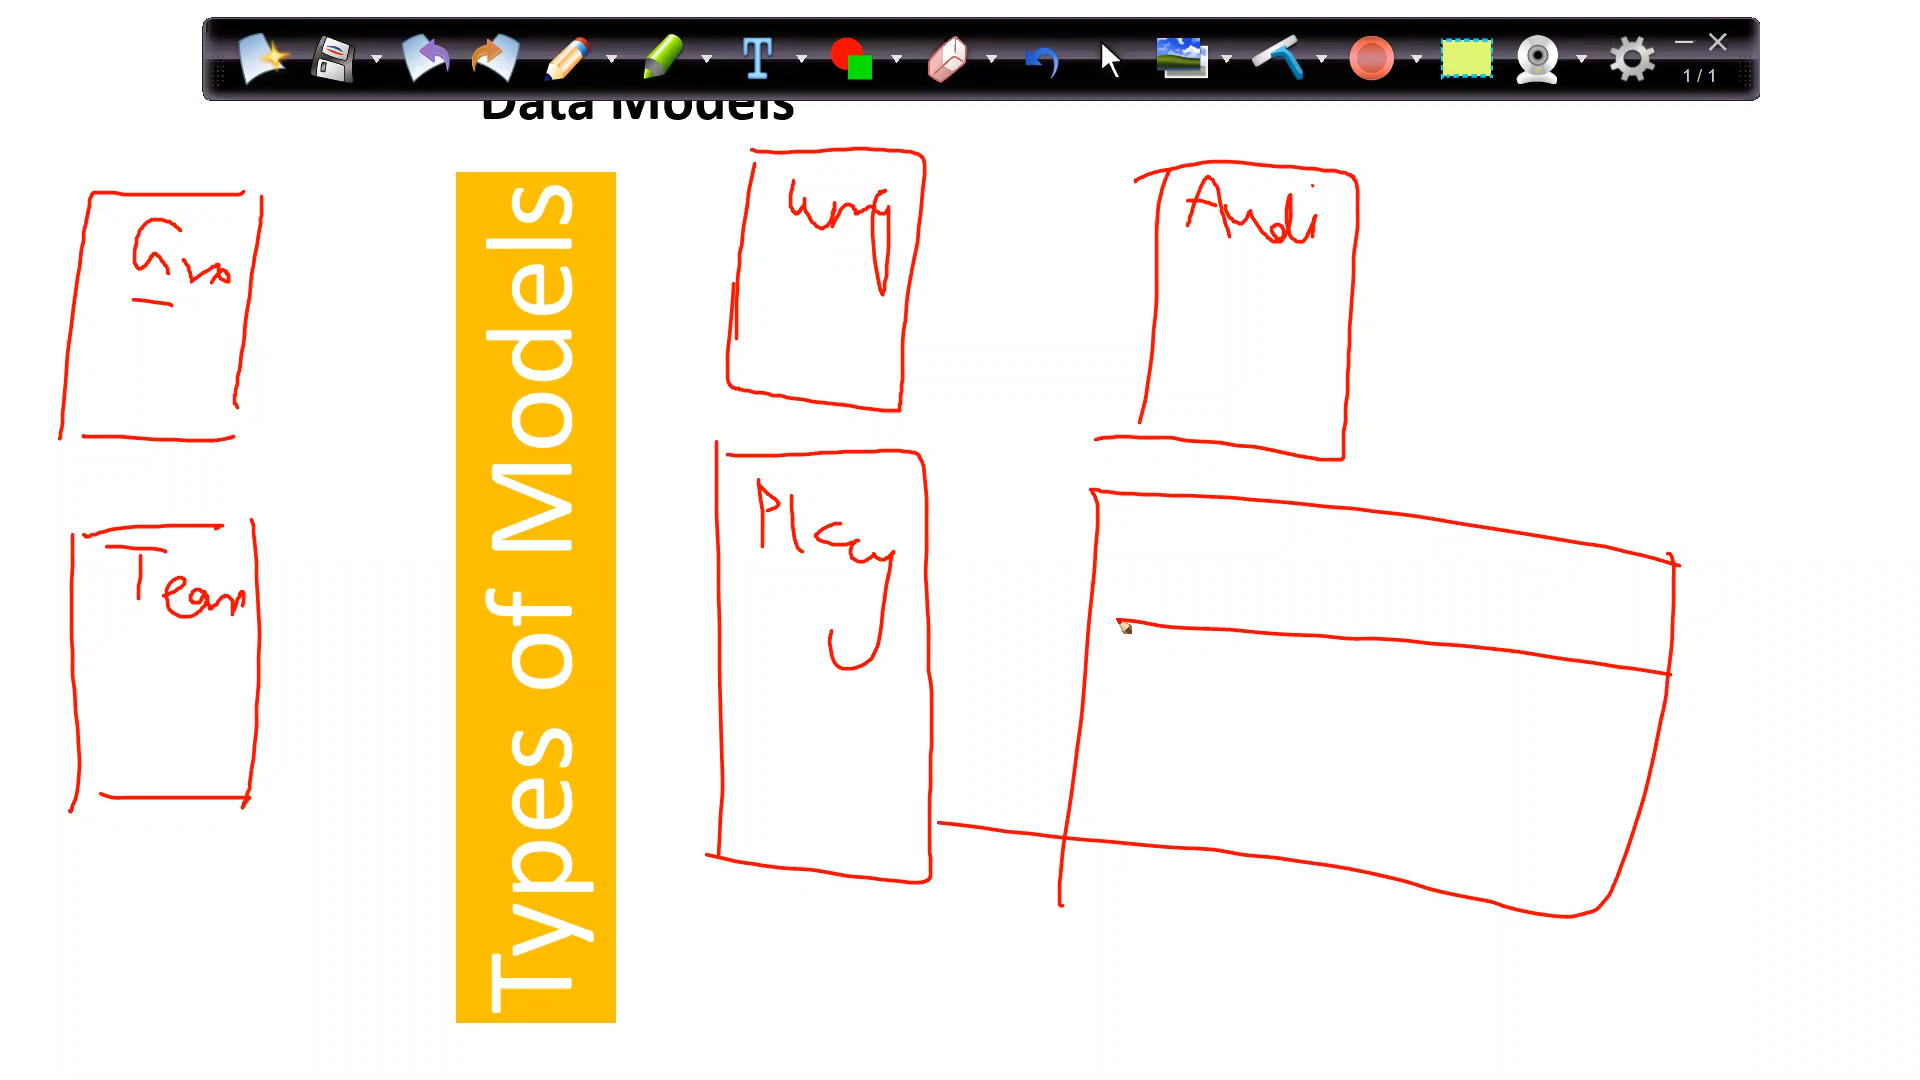 1 / 1
Data Models
Types of Models
Audi
Team
Play